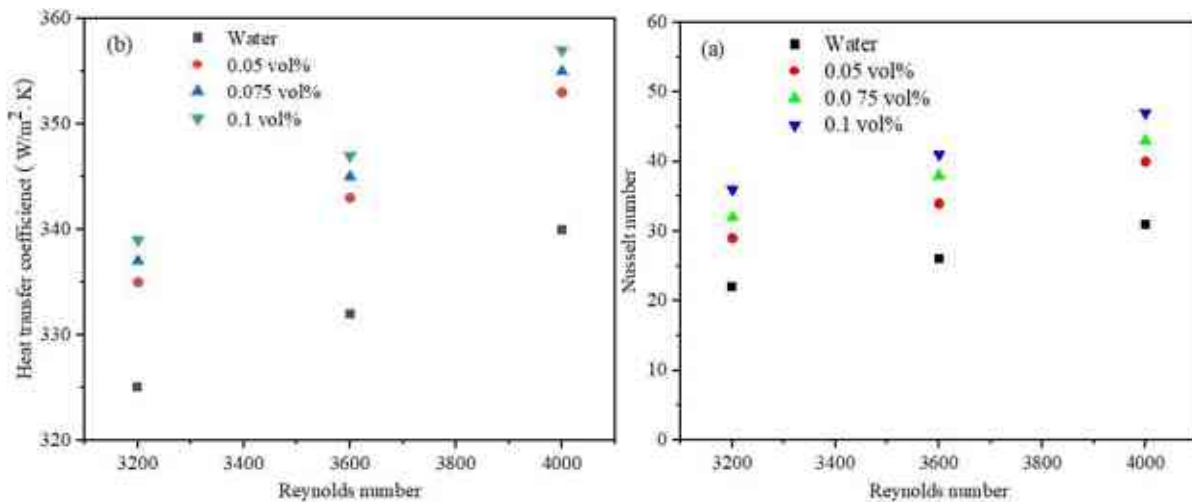 (b)
Water
0.05 vol%
0.075 vol%
0.1 vol%
Heat transfer coefficienct ( W/m². K)
360
350
340
330
320
3200
3400
3600
3800
4000
Reynolds number
(a)
Water
0.05 vol%
0.0 75 vol%
0.1 vol%
Nusselt number
60
50
40
30
20
10
0
3200
3400
3600
3800
4000
Reynolds number